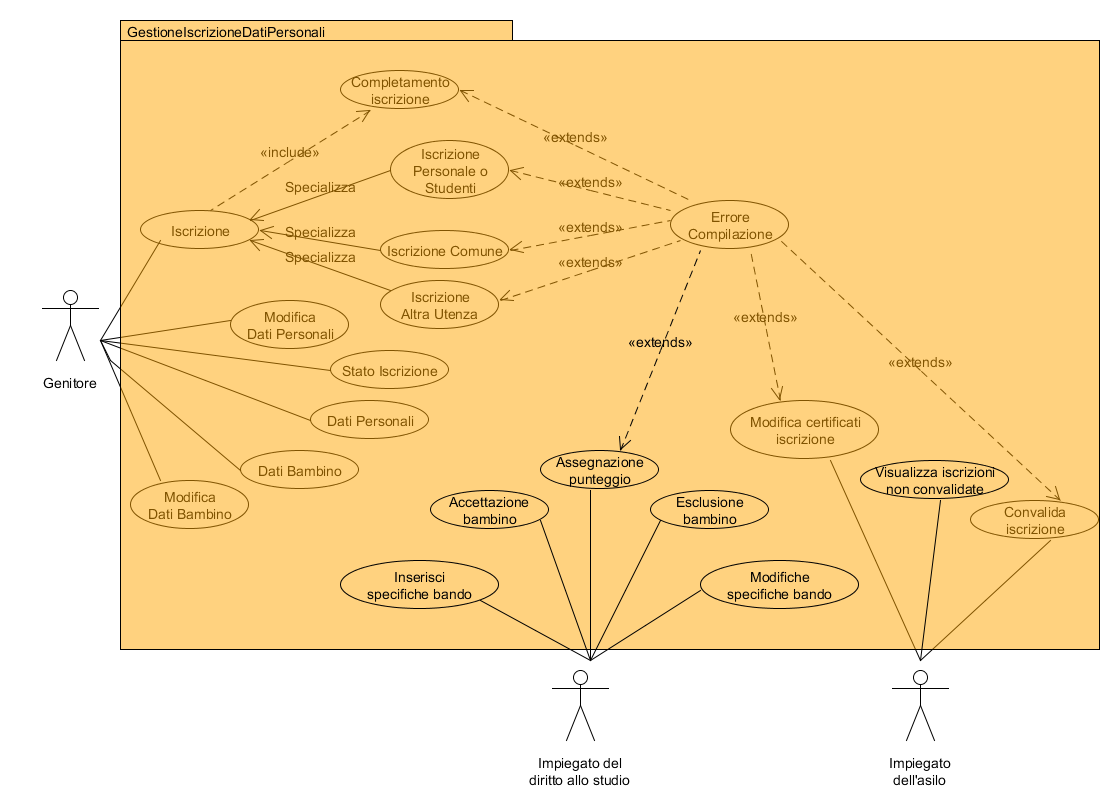 GestioneIscrizioneDatiPersonali
Completamento
iscrizione
«extends»
«include»
Iscrizione
Personale o
Studenti
Specializza
«extends»
Errore
Compilazione
Iscrizione
Specializza
«extends»
Iscrizione Comune
Specializza
«extends»
Iscrizione
Altra Utenza
Modifica
Dati Personali
«extends»
«extends»
«extends»
Genitore
Stato Iscrizione
Dati Personali
Modifica certificati
iscrizione
Assegnazione
punteggio
Dati Bambino
Visualizza iscrizioni
non convalidate
Modifica
Dati Bambino
Accettazione
bambino
Esclusione
bambino
Convalida
iscrizione
Inserisci
specifiche bando
Modifiche
specifiche bando
Impiegato del
diritto allo studio
Impiegato
dell'asilo